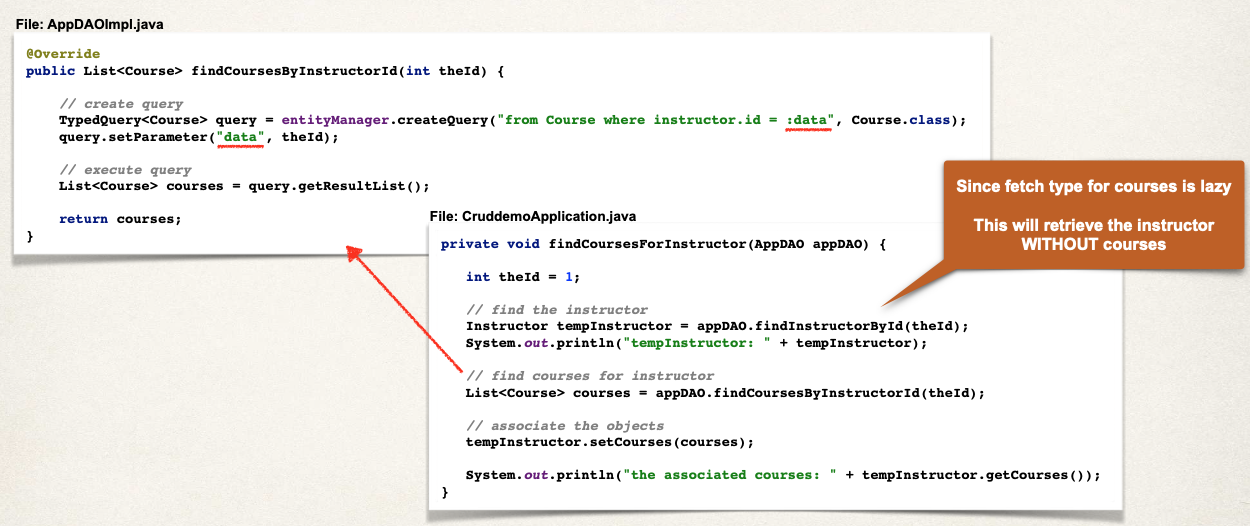 File: AppDAOImpl.java
@Override
public List<Course> findCoursesByInstructorId(int theId) {
// create query
TypedQuery<Course> query = entityManager.createQuery("from Course where instructor.id = :data", Course.class);
query.setParameter("data", theId);
// execute query
List<Course> courses = query.getResultList();
return courses;
}
File: CruddemoApplication.java
private void findCoursesForInstructor(AppDAO appDAO) {
int theId = 1;
// find the instructor
Instructor tempInstructor = appDAO.findInstructorById(theId);
System.out.println("tempInstructor: " + tempInstructor);
// find courses for instructor
List<Course> courses = appDAO.findCoursesByInstructorId(theId);
// associate the objects
tempInstructor.setCourses(courses);
System.out.println("the associated courses: " + tempInstructor.getCourses());
}
Since fetch type for courses is lazy
This will retrieve the instructor
WITHOUT courses